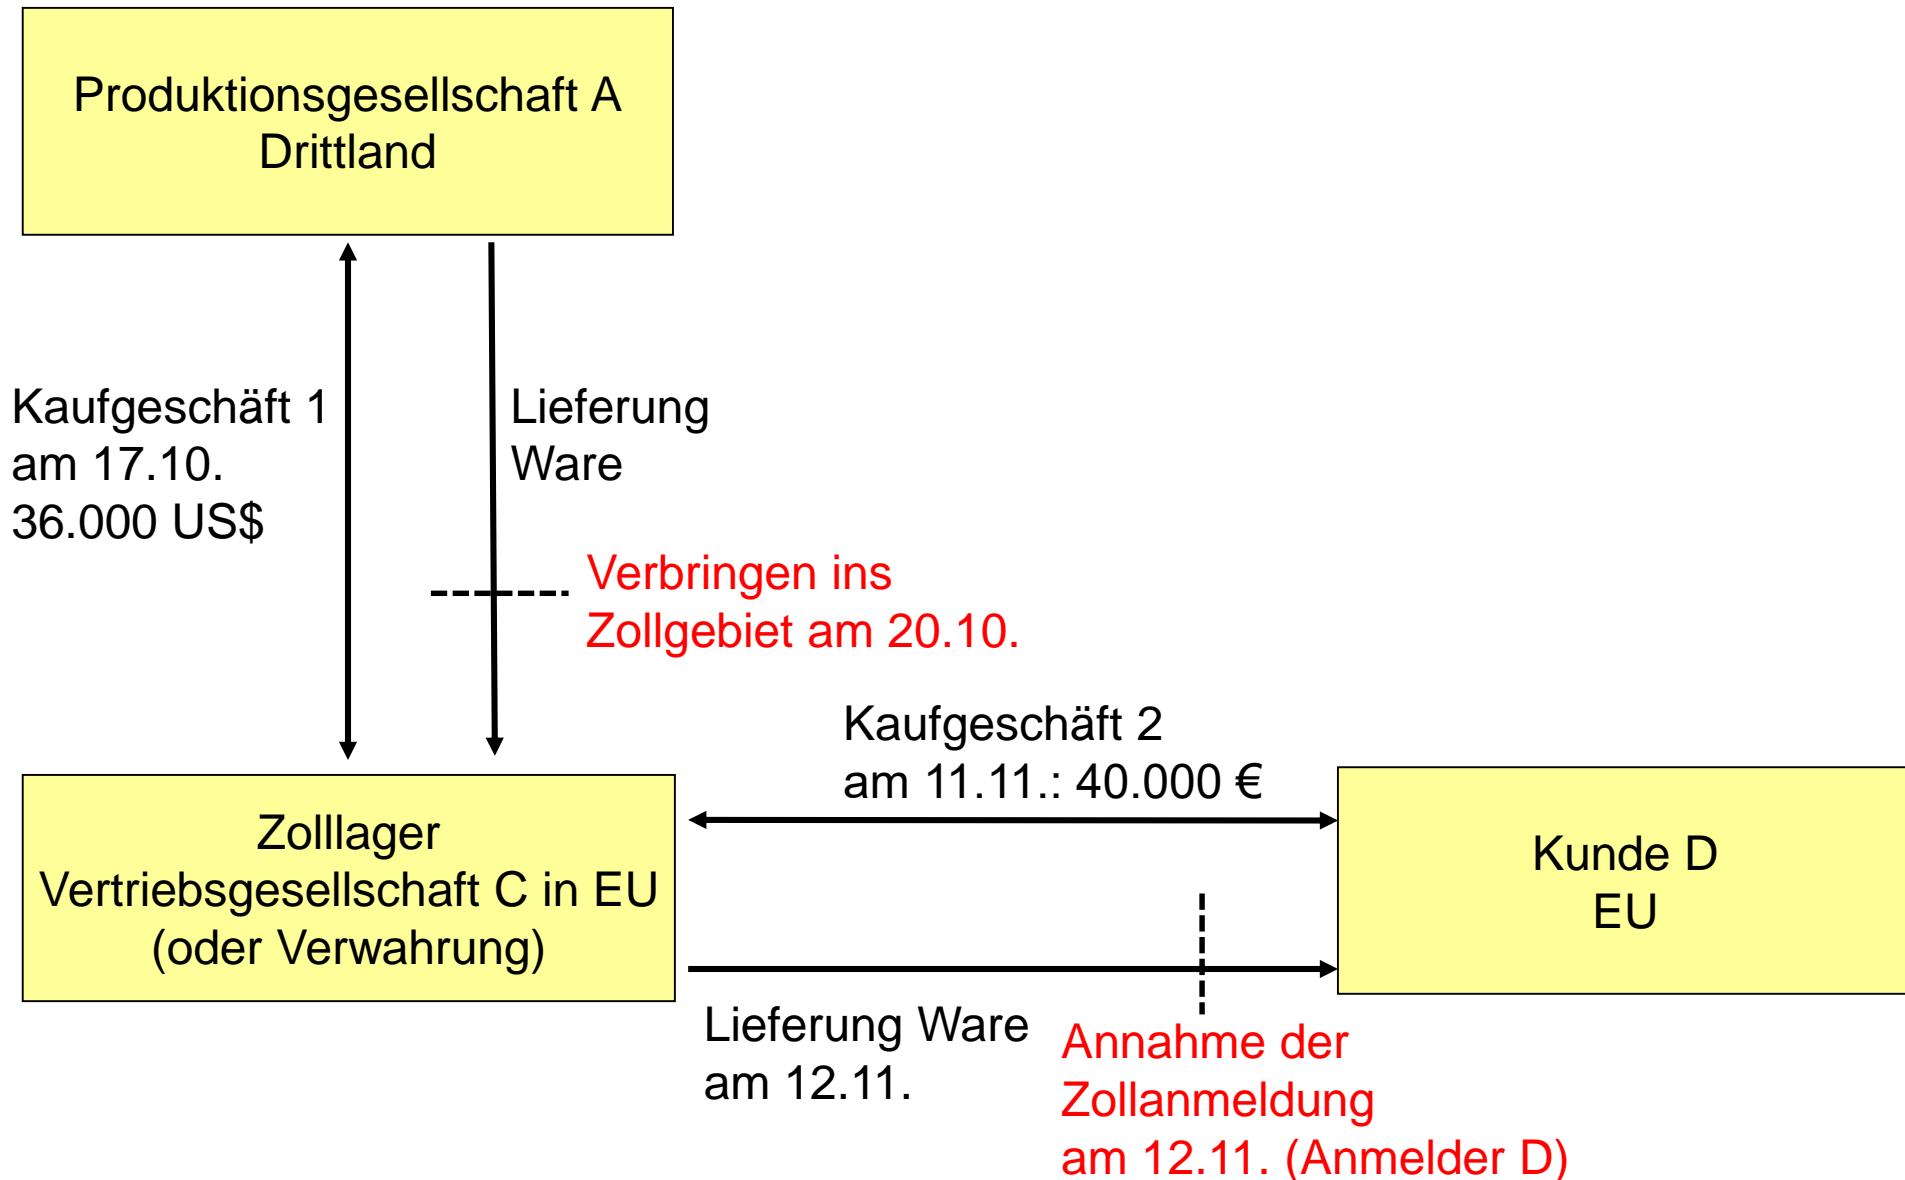 Produktionsgesellschaft A
Drittland
Kaufgeschäft 1
am 17.10.
36.000 US$
Lieferung
Ware
Verbringen ins
Zollgebiet am 20.10.
Kaufgeschäft 2
am 11.11.: 40.000 €
Zolllager
Vertriebsgesellschaft C in EU
(oder Verwahrung)
Kunde D
EU
Lieferung Ware
am 12.11.
Annahme der
Zollanmeldung
am 12.11. (Anmelder D)